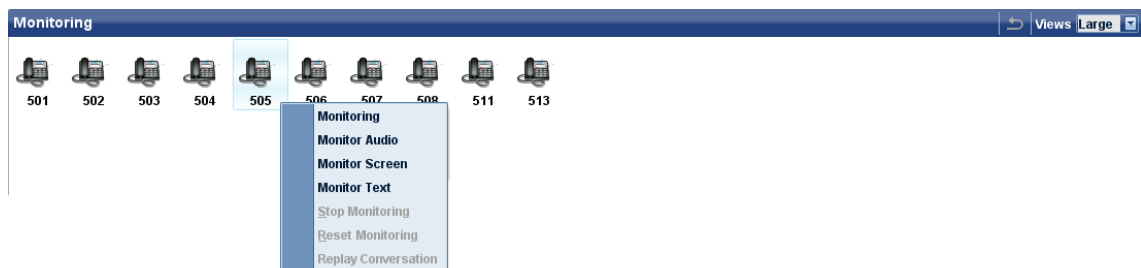 Monitoring Views Large
501 502 503 504 505 506 507 508 511 513
Monitoring
Monitor Audio
Monitor Screen
Monitor Text
Stop Monitoring
Reset Monitoring
Replay Conversation